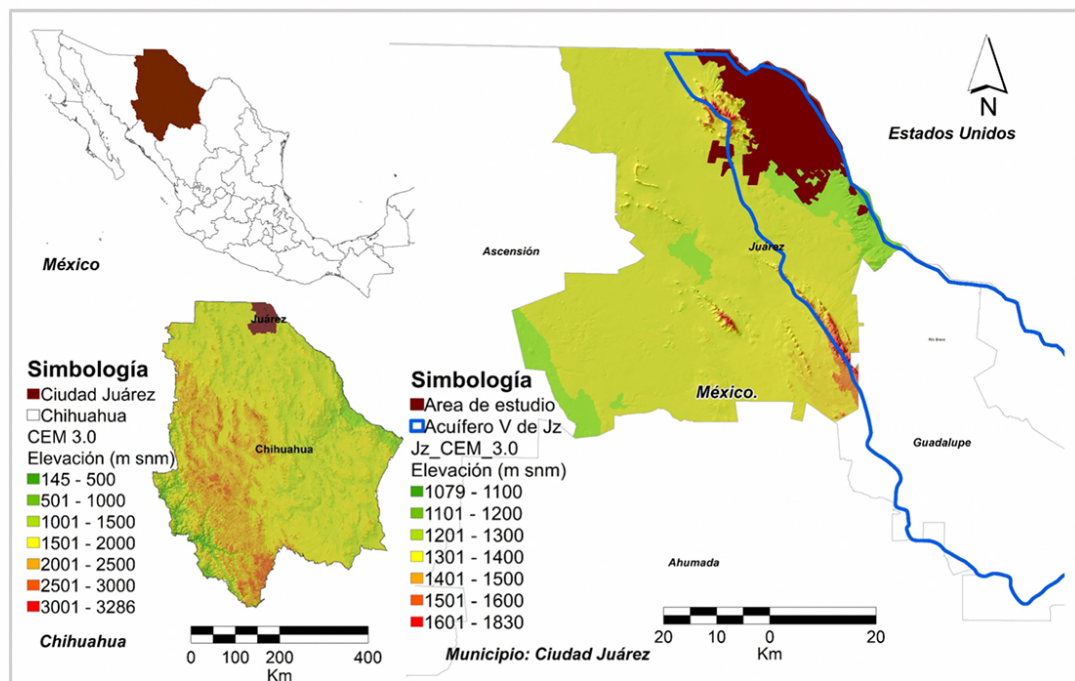 México
N
Estados Unidos
Ascensión
Juárez
México.
Guadalupe
Ahumada
Juárez
Chihuahua
Simbología
Ciudad Juárez
Chihuahua
CEM 3.0
Elevación (m snm)
145 - 500
501 - 1000
1001 - 1500
1501 - 2000
2001 - 2500
2501 - 3000
3001 - 3286
Chihuahua
0 100 200 400
Km
Simbología
Area de estudio
Acuífero V de Jz
Jz_CEM_3.0
Elevación (m snm)
1079 - 1100
1101 - 1200
1201 - 1300
1301 - 1400
1401 - 1500
1501 - 1600
1601 - 1830
Municipio: Ciudad Juárez
20 10 0 20
Km